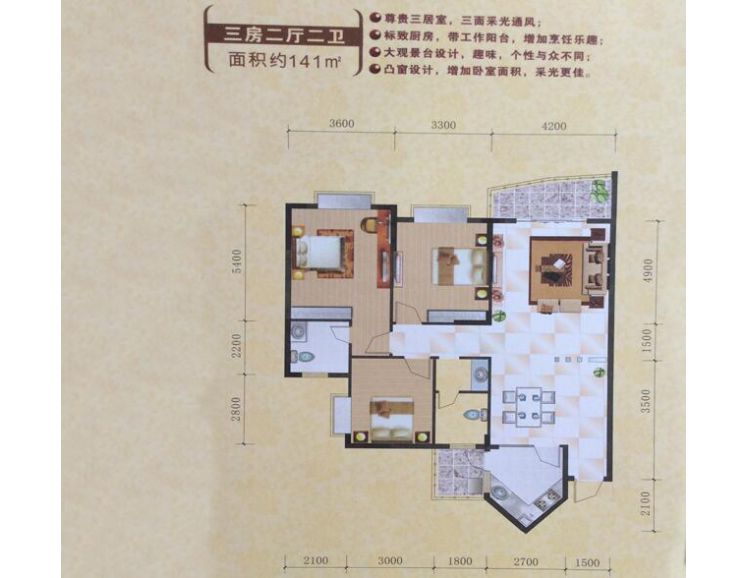 三房二厅二卫
面积约141㎡
尊贵三居室，三面采光通风；
标致厨房，带工作阳台，增加烹饪乐趣；
大观景台设计，趣味，个性与众不同；
凸窗设计，增加卧室面积，采光更佳。
3600 3300 4200
5400
2200
2800
4900
1500
3500
2100
2100 3000 1800 2700 1500